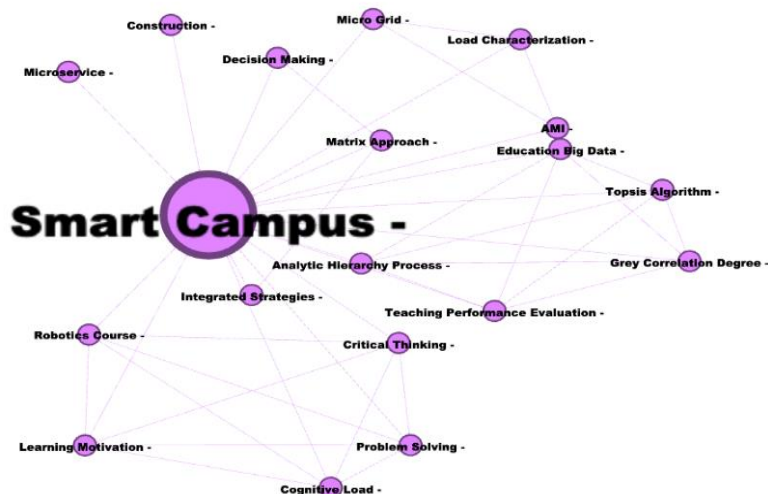 Micro Grid -
Construction -
Load Characterization -
Decision Making -
Microservice -
AMI -
Matrix Approach -
Education Big Data -
Topsis Algorithm -
Smart Campus -
Analytic Hierarchy Process -
Grey Correlation Degree -
Integrated Strategies -
Teaching Performance Evaluation -
Robotics Course -
Critical Thinking -
Learning Motivation -
Problem Solving -
Cognitive Load -